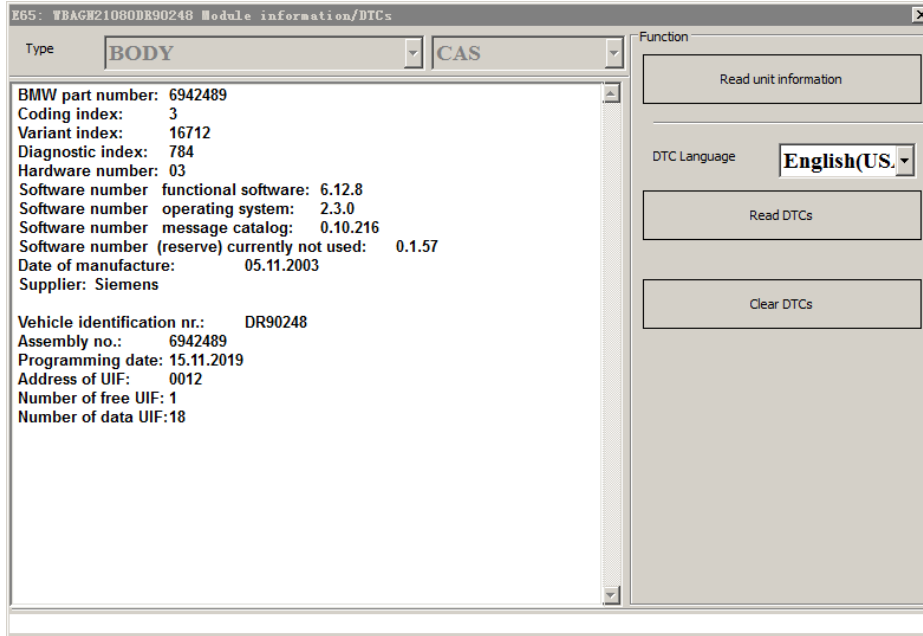 E65: WBAGH21080DR90248 Module information/DTCs
Type
BODY
CAS
BMW part number: 6942489
Coding index: 3
Variant index: 16712
Diagnostic index: 784
Hardware number: 03
Software number functional software: 6.12.8
Software number operating system: 2.3.0
Software number message catalog: 0.10.216
Software number (reserve) currently not used: 0.1.57
Date of manufacture: 05.11.2003
Supplier: Siemens
Vehicle identification nr.: DR90248
Assembly no.: 6942489
Programming date: 15.11.2019
Address of UIF: 0012
Number of free UIF: 1
Number of data UIF:18
Function
Read unit information
DTC Language
English(US.
Read DTCs
Clear DTCs